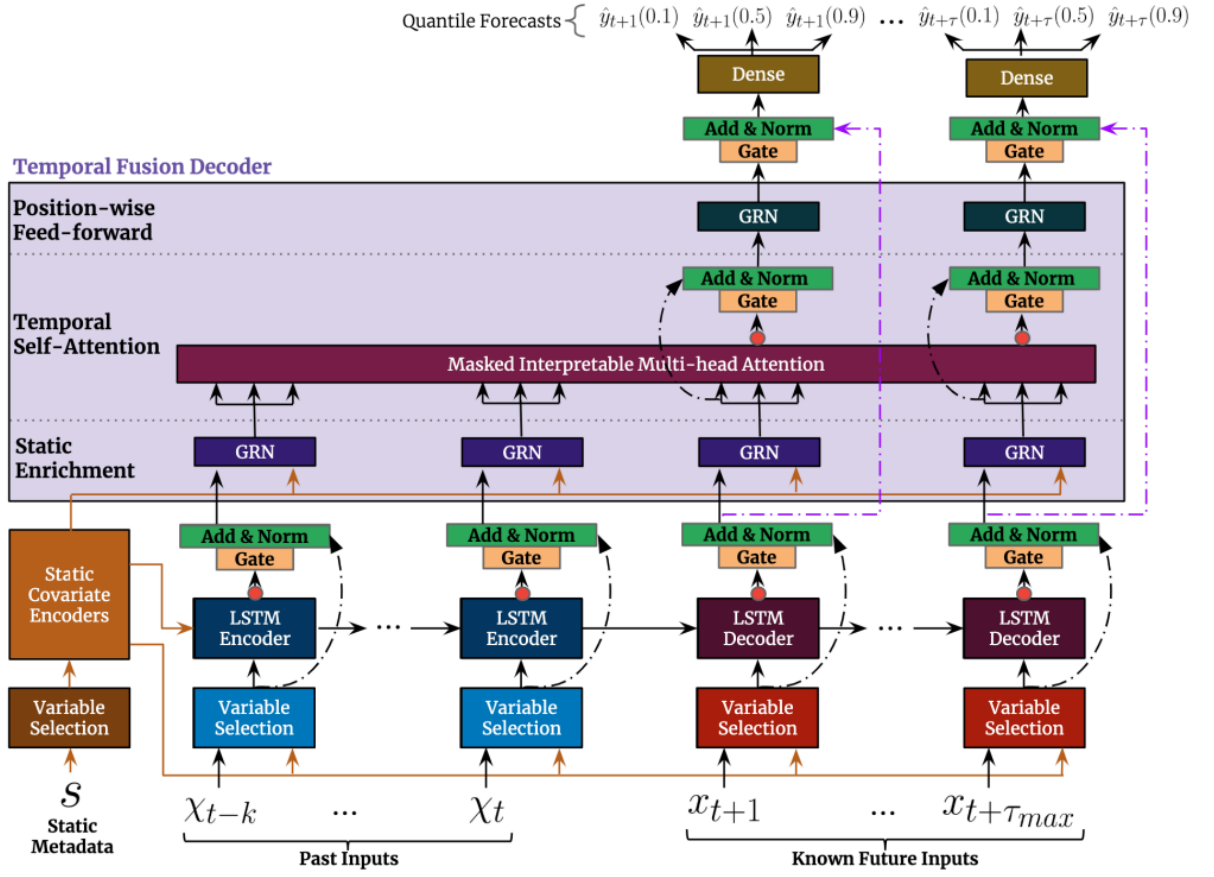 Quantile Forecasts { ŷt+1(0.1) ŷt+1(0.5) ŷt+1(0.9) ... ŷt+τ(0.1) ŷt+τ(0.5) ŷt+τ(0.9)
Dense Dense
Add & Norm Add & Norm
Gate Gate
Temporal Fusion Decoder
Position-wise
Feed-forward
GRN GRN
Add & Norm Add & Norm
Gate Gate
Temporal
Self-Attention
Masked Interpretable Multi-head Attention
Static
Enrichment
GRN GRN GRN GRN
Add & Norm Add & Norm Add & Norm Add & Norm
Gate Gate Gate Gate
Static
Covariate
Encoders
LSTM
Encoder
...
LSTM
Encoder
LSTM
Decoder
...
LSTM
Decoder
Variable
Selection
Variable
Selection
Variable
Selection
Variable
Selection
Variable
Selection
s
Static
Metadata
χt−k ... χt xt+1 ... xt+τmax
Past Inputs
Known Future Inputs